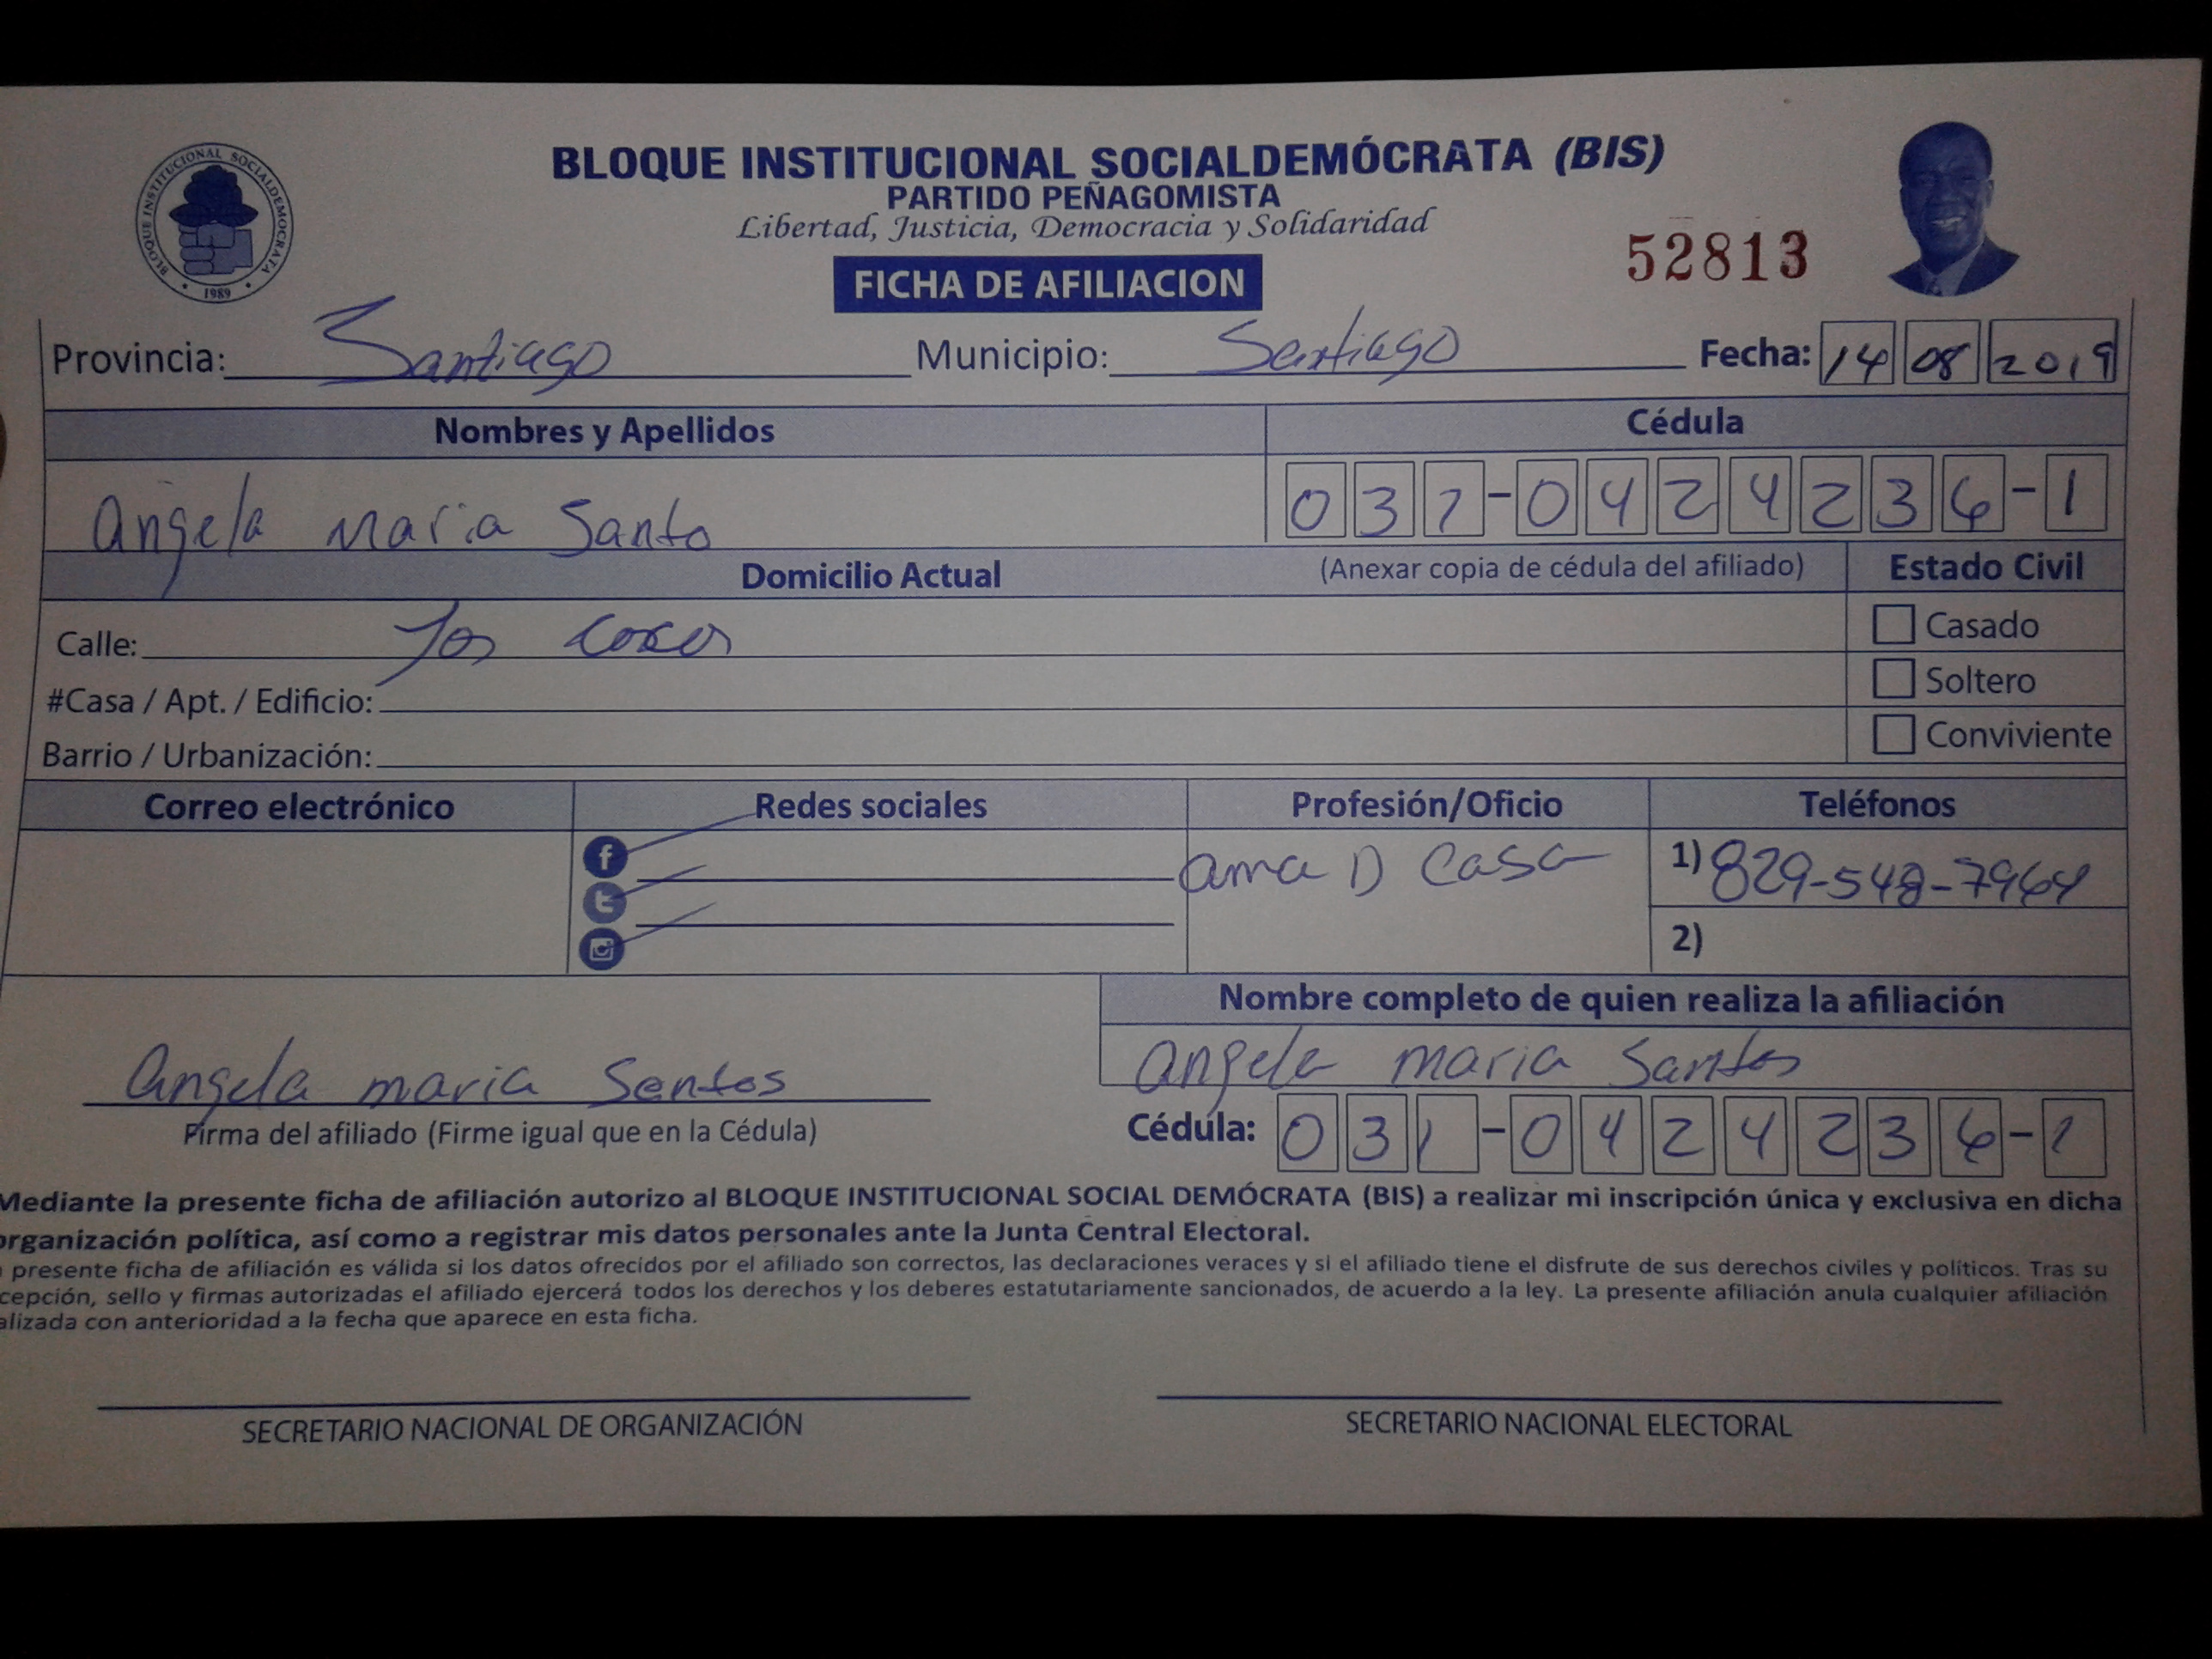 BLOQUE INSTITUCIONAL SOCIALDEMOCRATA
1989
BLOQUE INSTITUCIONAL SOCIALDEMÓCRATA (BIS)
PARTIDO PEÑAGOMISTA
Libertad, Justicia, Democracia y Solidaridad
52813
FICHA DE AFILIACION
Provincia: Santiago Municipio: Santiago Fecha: 14 08 2019
Nombres y Apellidos Cédula
Angela Maria Santo 031-0424236-1
Domicilio Actual (Anexar copia de cédula del afiliado) Estado Civil
Calle: Los cocos Casado
#Casa / Apt. / Edificio: Soltero
Barrio / Urbanización: Conviviente
Correo electrónico Redes sociales Profesión/Oficio Teléfonos
ama D casa 1) 829-548-7964
2)
Nombre completo de quien realiza la afiliación
Angela maria Santos angela maria Santos
Firma del afiliado (Firme igual que en la Cédula) Cédula: 031-0424236-1
Mediante la presente ficha de afiliación autorizo al BLOQUE INSTITUCIONAL SOCIAL DEMÓCRATA (BIS) a realizar mi inscripción única y exclusiva en dicha
organización política, así como a registrar mis datos personales ante la Junta Central Electoral.
presente ficha de afiliación es válida si los datos ofrecidos por el afiliado son correctos, las declaraciones veraces y si el afiliado tiene el disfrute de sus derechos civiles y políticos. Tras su
cepción, sello y firmas autorizadas el afiliado ejercerá todos los derechos y los deberes estatutariamente sancionados, de acuerdo a la ley. La presente afiliación anula cualquier afiliación
alizada con anterioridad a la fecha que aparece en esta ficha.
SECRETARIO NACIONAL DE ORGANIZACIÓN SECRETARIO NACIONAL ELECTORAL